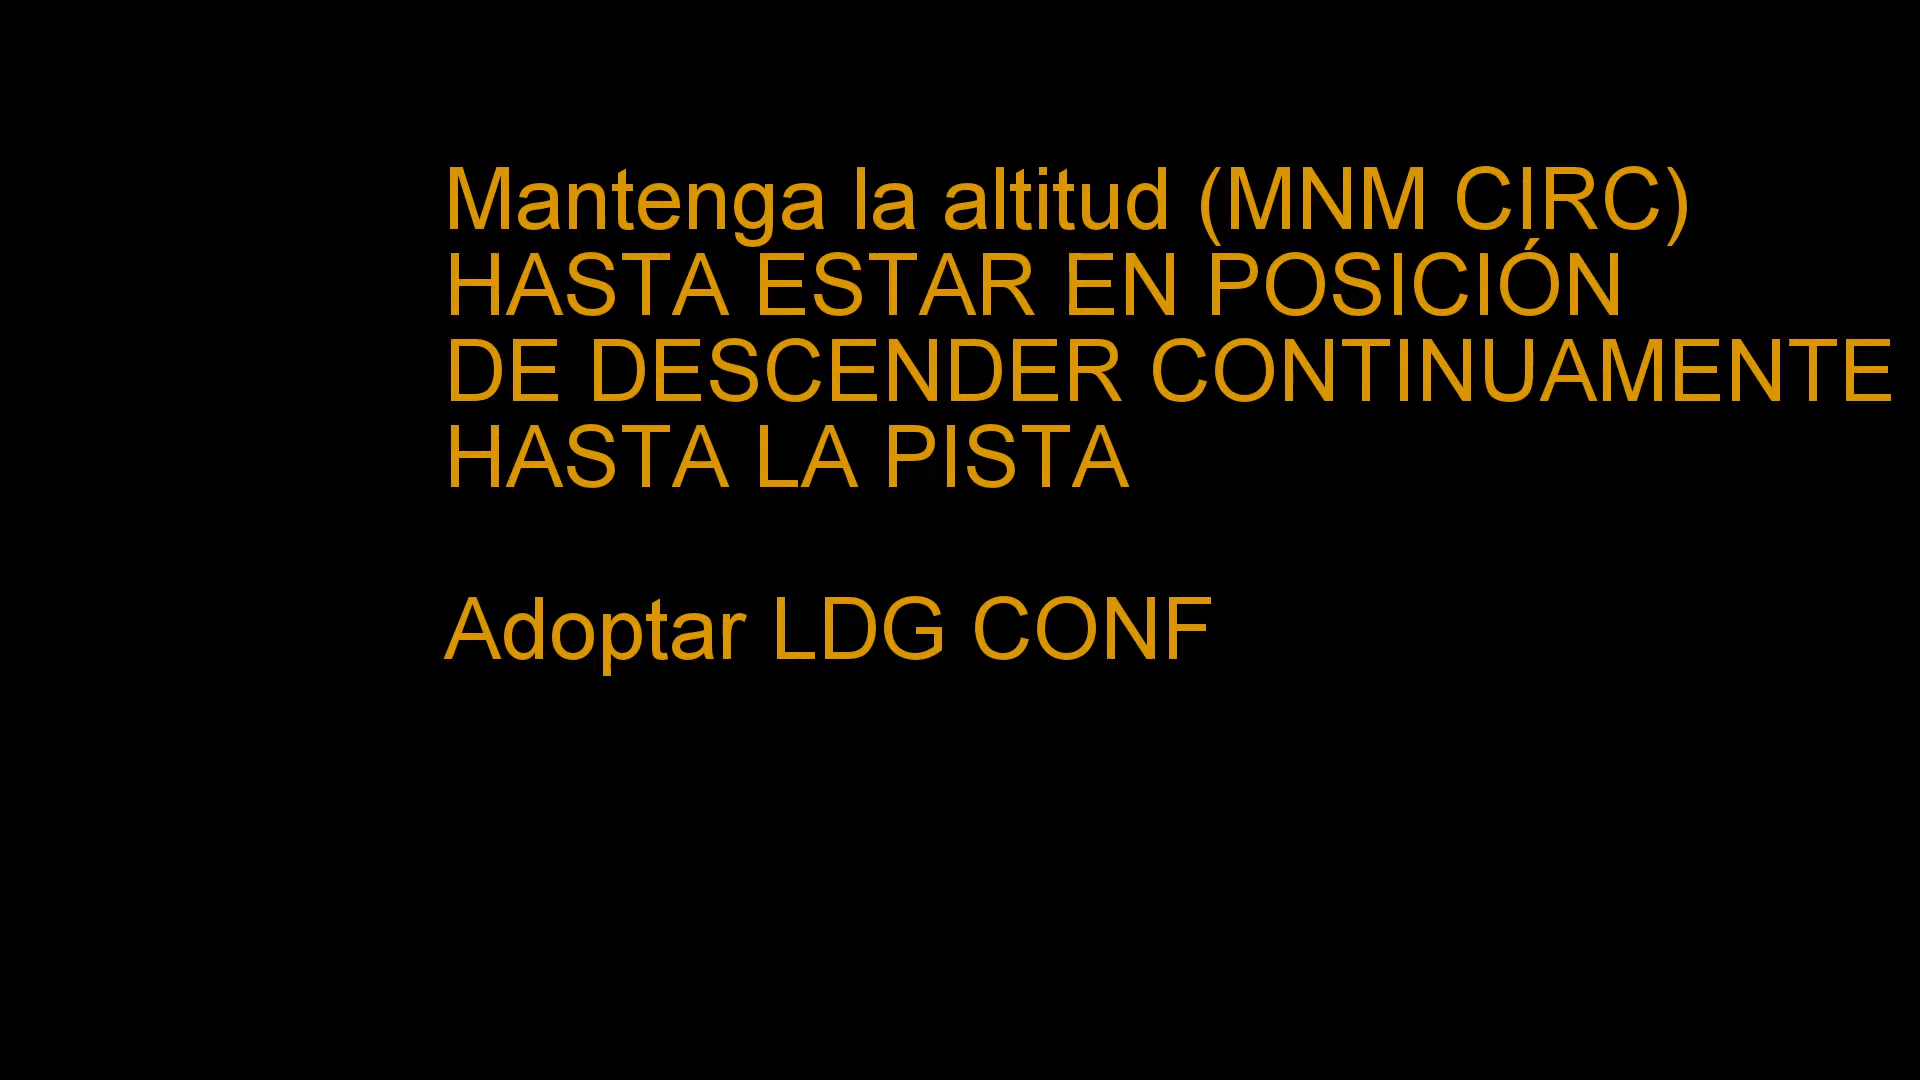 Mantenga la altitud (MNM CIRC)
HASTA ESTAR EN POSICIÓN
DE DESCENDER CONTINUAMENTE
HASTA LA PISTA
Adoptar LDG CONF